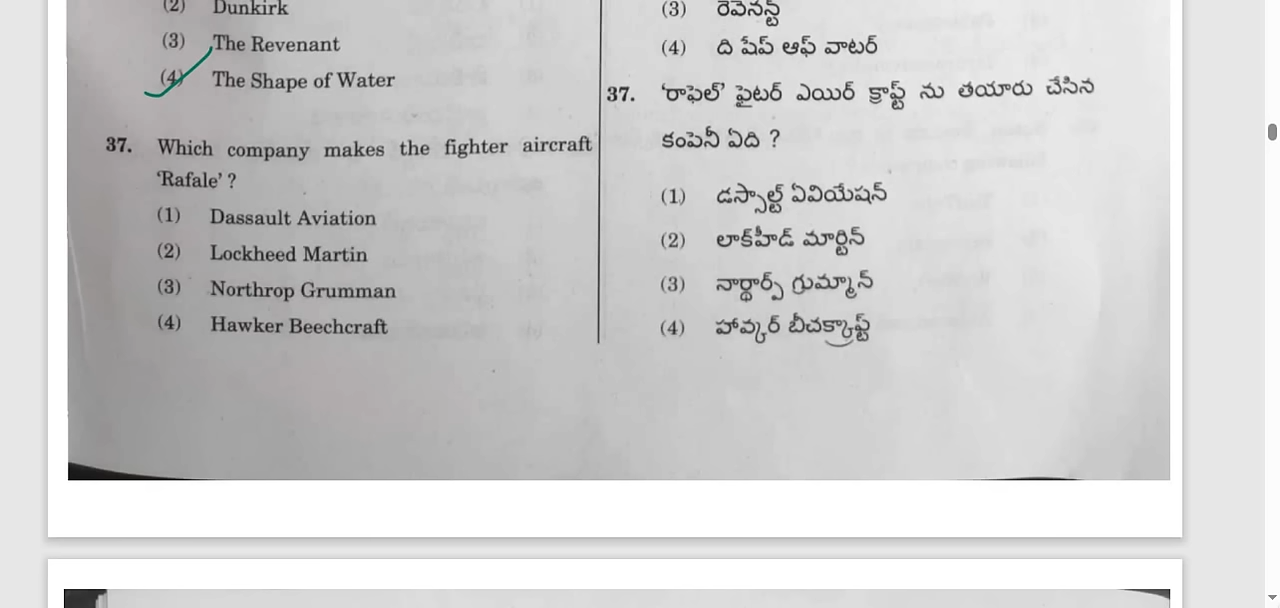 (2) Dunkirk
(3) The Revenant
(4) The Shape of Water
37. Which company makes the fighter aircraft
'Rafale' ?
(1) Dassault Aviation
(2) Lockheed Martin
(3) Northrop Grumman
(4) Hawker Beechcraft
(3) రెవెనన్ట్
(4) ది షేప్ ఆఫ్ వాటర్
37. 'రాఫెల్' ఫైటర్ ఎయిర్ క్రాఫ్ట్ ను తయారు చేసిన
కంపెనీ ఏది ?
(1) డస్సాల్ట్ ఏవియేషన్
(2) లాక్‌హీడ్ మార్టిన్
(3) నార్థార్ప్ గ్రుమ్మాన్
(4) హావ్కర్ బీచక్క్రాఫ్ట్